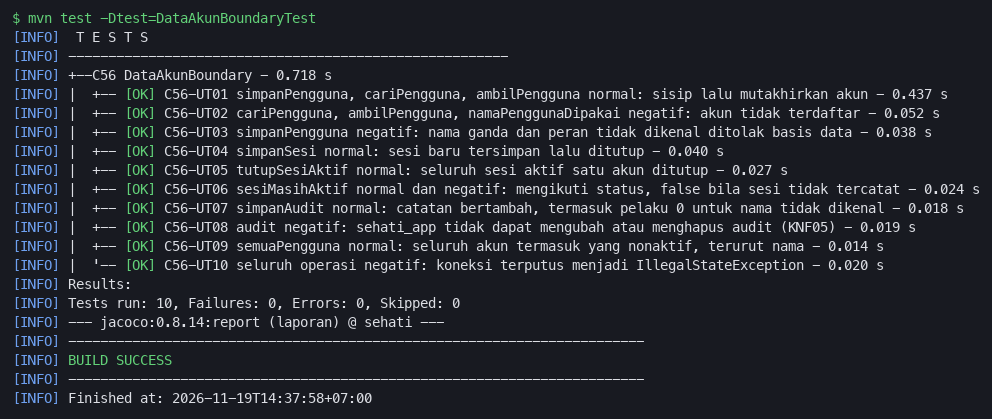 $ mvn test -Dtest=DataAkunBoundaryTest
[INFO]  T E S T S
[INFO] -------------------------------------------------------
[INFO] +--C56 DataAkunBoundary - 0.718 s
[INFO] |  +-- [OK] C56-UT01 simpanPengguna, cariPengguna, ambilPengguna normal: sisip lalu mutakhirkan akun - 0.437 s
[INFO] |  +-- [OK] C56-UT02 cariPengguna, ambilPengguna, namaPenggunaDipakai negatif: akun tidak terdaftar - 0.052 s
[INFO] |  +-- [OK] C56-UT03 simpanPengguna negatif: nama ganda dan peran tidak dikenal ditolak basis data - 0.038 s
[INFO] |  +-- [OK] C56-UT04 simpanSesi normal: sesi baru tersimpan lalu ditutup - 0.040 s
[INFO] |  +-- [OK] C56-UT05 tutupSesiAktif normal: seluruh sesi aktif satu akun ditutup - 0.027 s
[INFO] |  +-- [OK] C56-UT06 sesiMasihAktif normal dan negatif: mengikuti status, false bila sesi tidak tercatat - 0.024 s
[INFO] |  +-- [OK] C56-UT07 simpanAudit normal: catatan bertambah, termasuk pelaku 0 untuk nama tidak dikenal - 0.018 s
[INFO] |  +-- [OK] C56-UT08 audit negatif: sehati_app tidak dapat mengubah atau menghapus audit (KNF05) - 0.019 s
[INFO] |  +-- [OK] C56-UT09 semuaPengguna normal: seluruh akun termasuk yang nonaktif, terurut nama - 0.014 s
[INFO] |  '-- [OK] C56-UT10 seluruh operasi negatif: koneksi terputus menjadi IllegalStateException - 0.020 s
[INFO] Results:
[INFO] Tests run: 10, Failures: 0, Errors: 0, Skipped: 0
[INFO] --- jacoco:0.8.14:report (laporan) @ sehati ---
[INFO] ------------------------------------------------------------------------
[INFO] BUILD SUCCESS
[INFO] ------------------------------------------------------------------------
[INFO] Finished at: 2026-11-19T14:37:58+07:00